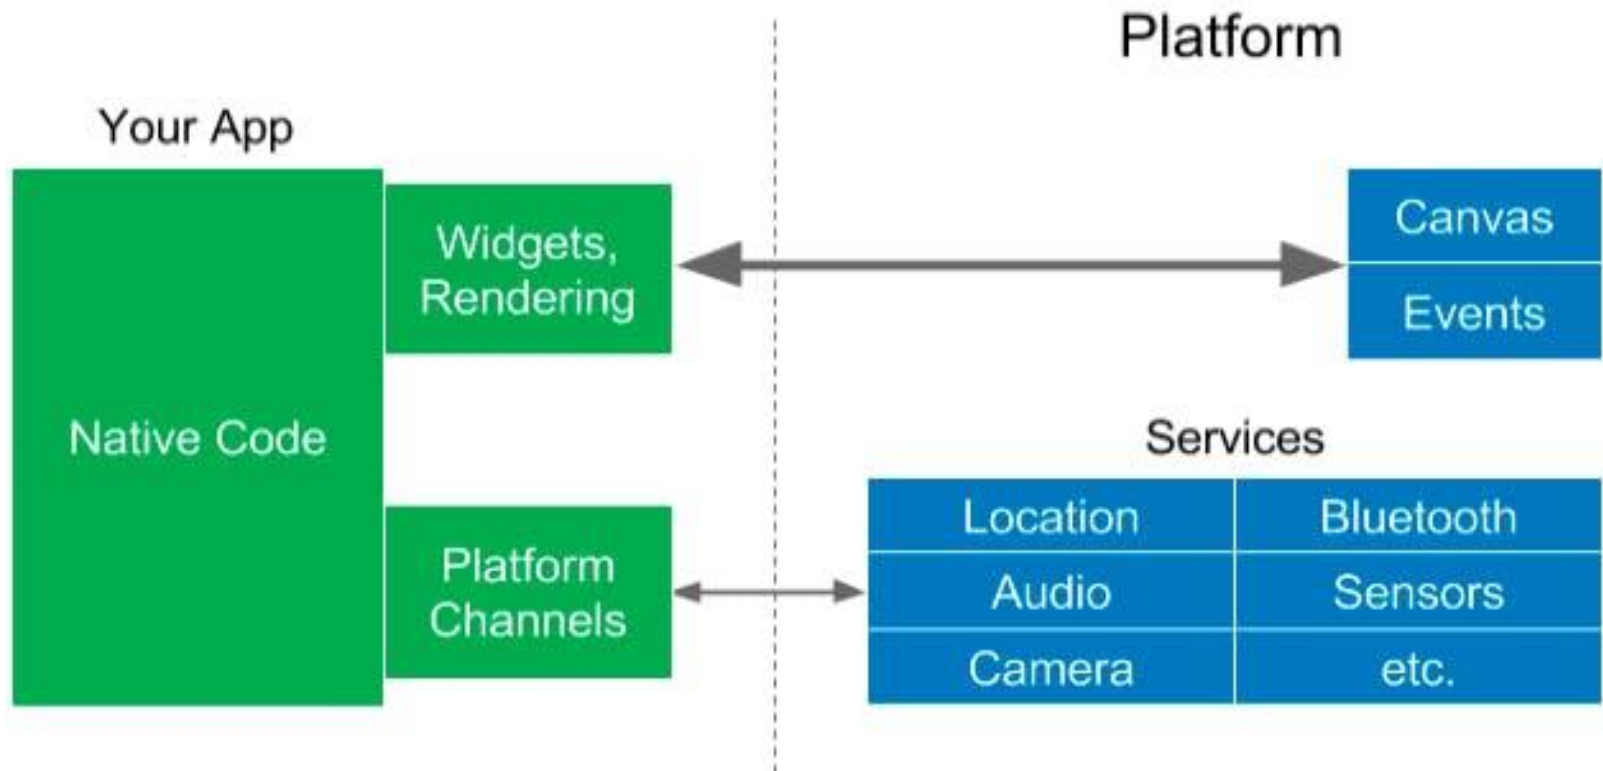 Platform
Your App
Widgets,
Rendering
Canvas
Events
Native Code
Services
Platform
Channels
Location
Bluetooth
Audio
Sensors
Camera
etc.